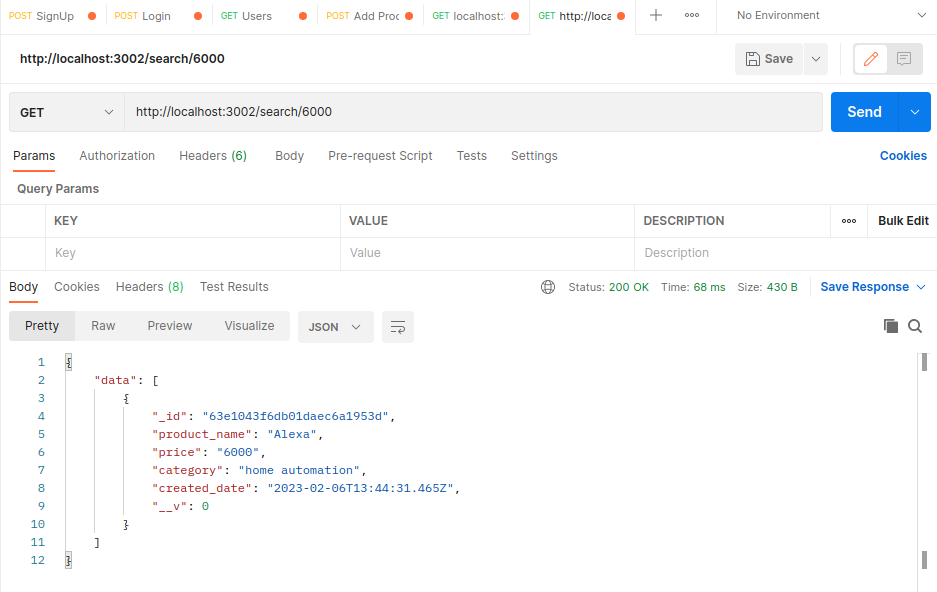 POST SignUp POST Login GET Users POST Add Proc GET localhost: GET http://loca No Environment
http://localhost:3002/search/6000 Save
GET http://localhost:3002/search/6000 Send
Params Authorization Headers (6) Body Pre-request Script Tests Settings Cookies
Query Params
KEY VALUE DESCRIPTION Bulk Edit
Key Value Description
Body Cookies Headers (8) Test Results Status: 200 OK Time: 68 ms Size: 430 B Save Response
Pretty Raw Preview Visualize JSON
1 {
2 "data": [
3 {
4 "_id": "63e1043f6db01daec6a1953d",
5 "product_name": "Alexa",
6 "price": "6000",
7 "category": "home automation",
8 "created_date": "2023-02-06T13:44:31.465Z",
9 "__v": 0
10 }
11 ]
12 }